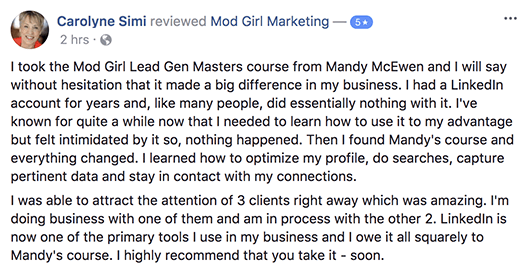 Carolyne Simi reviewed Mod Girl Marketing — 5★
2 hrs ·
I took the Mod Girl Lead Gen Masters course from Mandy McEwen and I will say
without hesitation that it made a big difference in my business. I had a LinkedIn
account for years and, like many people, did essentially nothing with it. I've
known for quite a while now that I needed to learn how to use it to my advantage
but felt intimidated by it so, nothing happened. Then I found Mandy's course and
everything changed. I learned how to optimize my profile, do searches, capture
pertinent data and stay in contact with my connections.
I was able to attract the attention of 3 clients right away which was amazing. I'm
doing business with one of them and am in process with the other 2. LinkedIn is
now one of the primary tools I use in my business and I owe it all squarely to
Mandy's course. I highly recommend that you take it - soon.